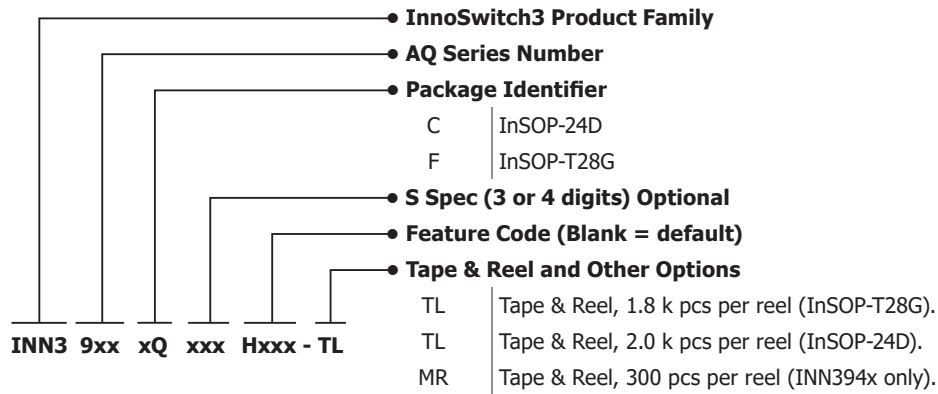 InnoSwitch3 Product Family
AQ Series Number
Package Identifier
C InSOP-24D
F InSOP-T28G
S Spec (3 or 4 digits) Optional
Feature Code (Blank = default)
Tape & Reel and Other Options
TL Tape & Reel, 1.8 k pcs per reel (InSOP-T28G).
TL Tape & Reel, 2.0 k pcs per reel (InSOP-24D).
MR Tape & Reel, 300 pcs per reel (INN394x only).
INN3 9xx xQ xxx Hxxx - TL